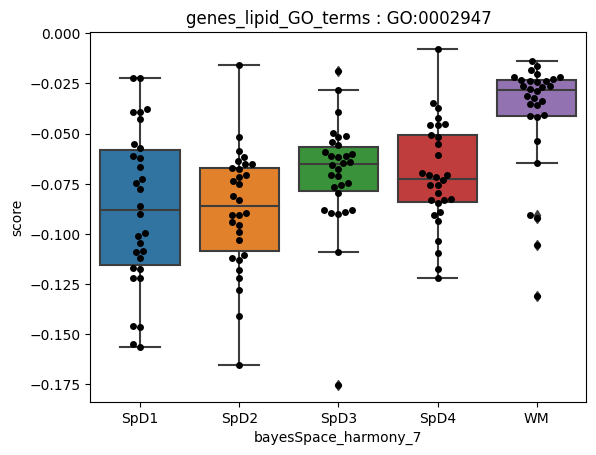 genes_lipid_GO_terms : GO:0002947
0.000
−0.025
−0.050
−0.075
−0.100
−0.125
−0.150
−0.175
score
SpD1 SpD2 SpD3 SpD4 WM
bayesSpace_harmony_7